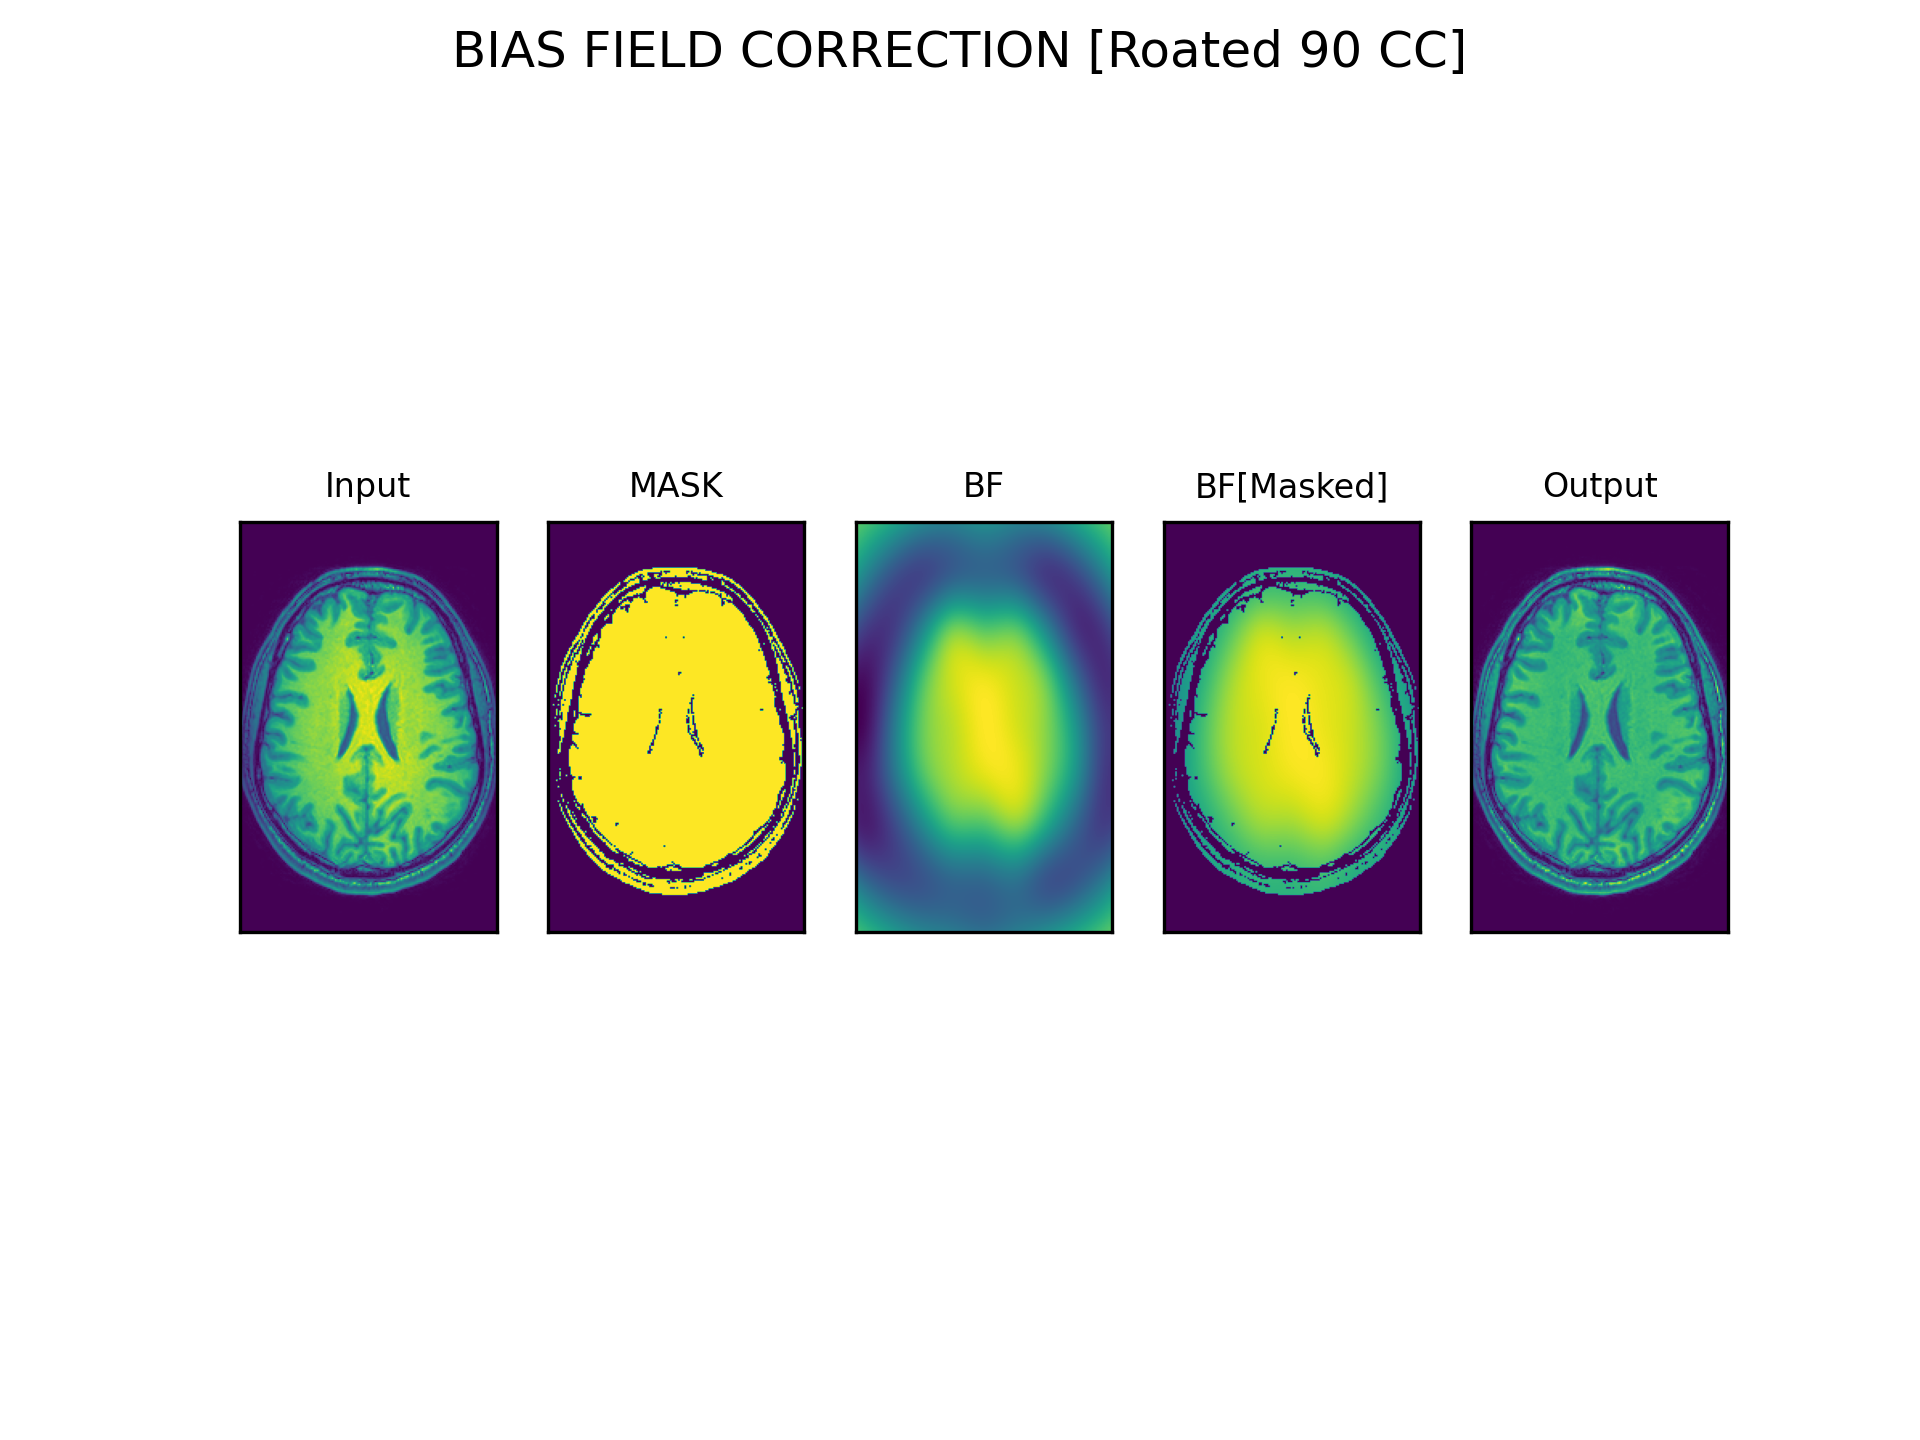 BIAS FIELD CORRECTION [Roated 90 CC]
Input
MASK
BF
BF[Masked]
Output